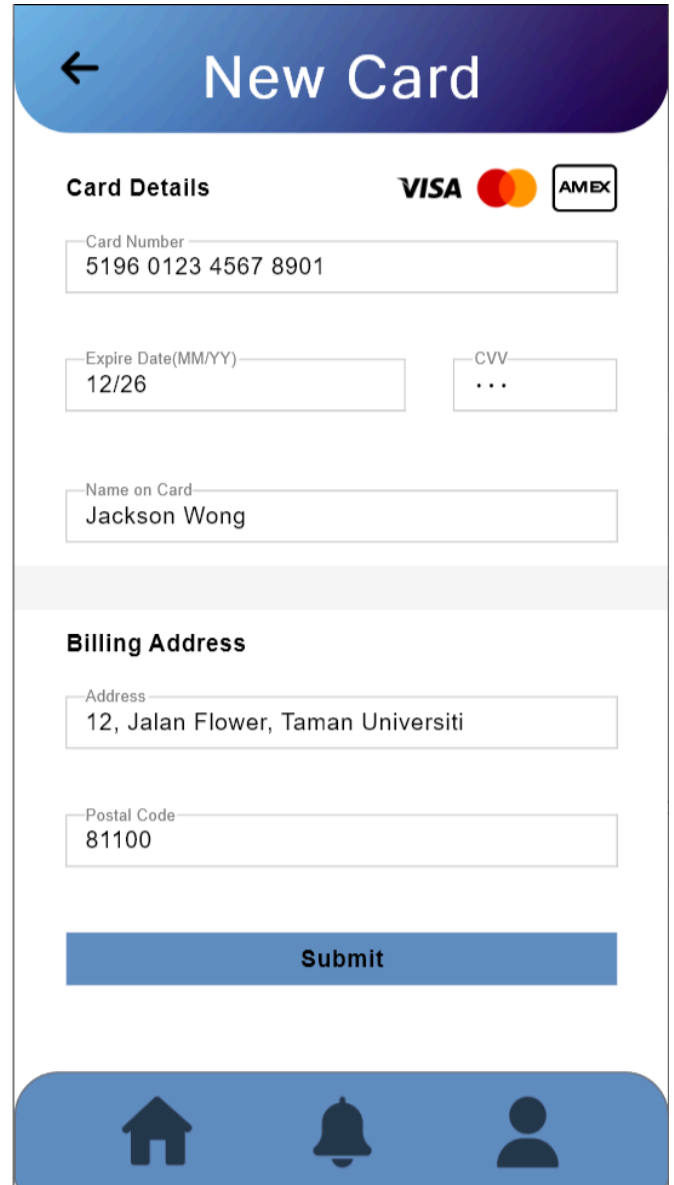 New Card
Card Details VISA AMEX
Card Number
5196 0123 4567 8901
Expire Date(MM/YY) CVV
12/26 ...
Name on Card
Jackson Wong
Billing Address
Address
12, Jalan Flower, Taman Universiti
Postal Code
81100
Submit